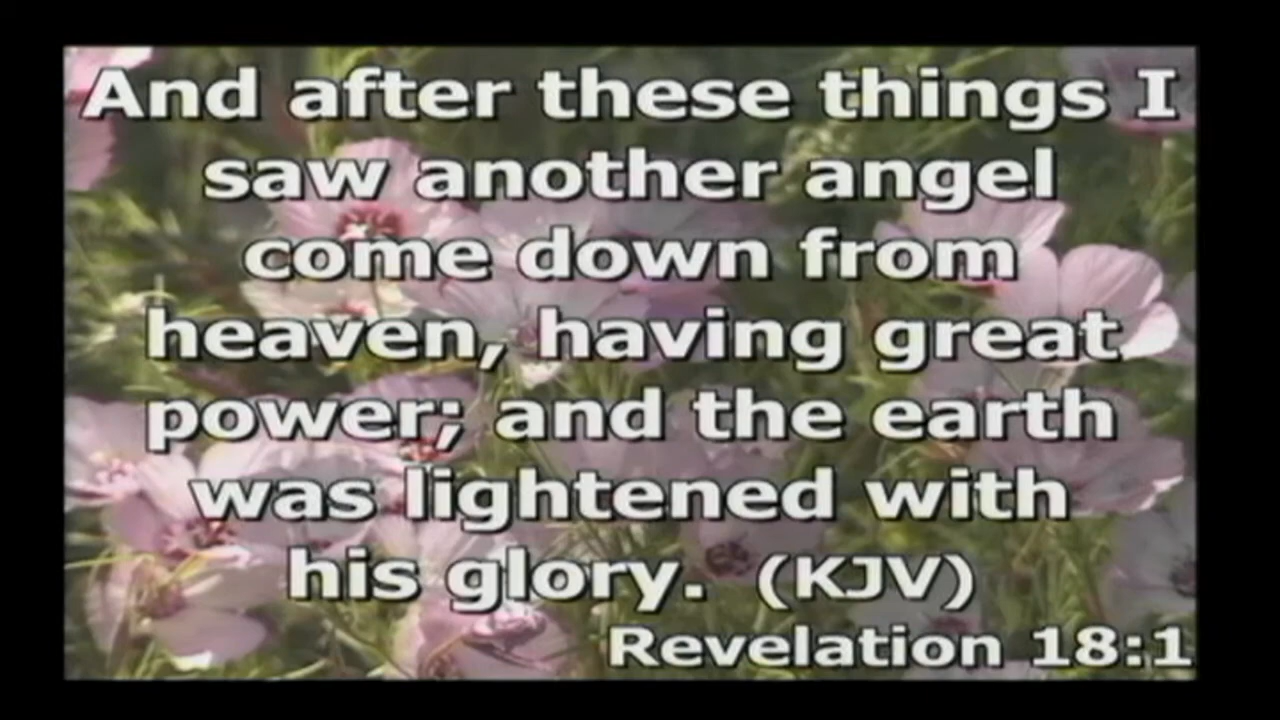 And after these things I
saw another angel
come down from
heaven, having great
power; and the earth
was lightened with
his glory. (KJV)
Revelation 18:1